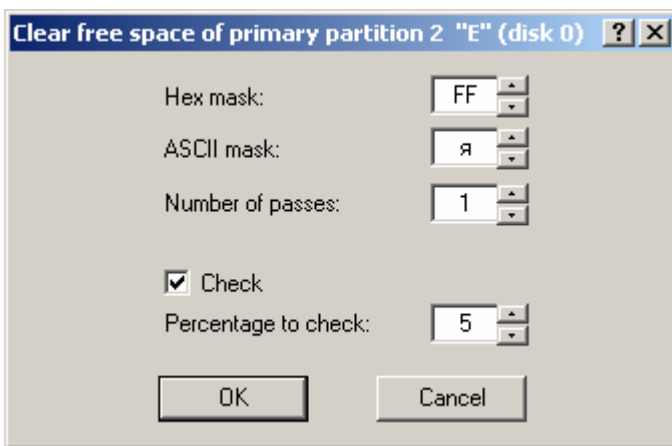 Clear free space of primary partition 2 "E" (disk 0)
Hex mask: FF
ASCII mask: я
Number of passes: 1
Check
Percentage to check: 5
OK Cancel